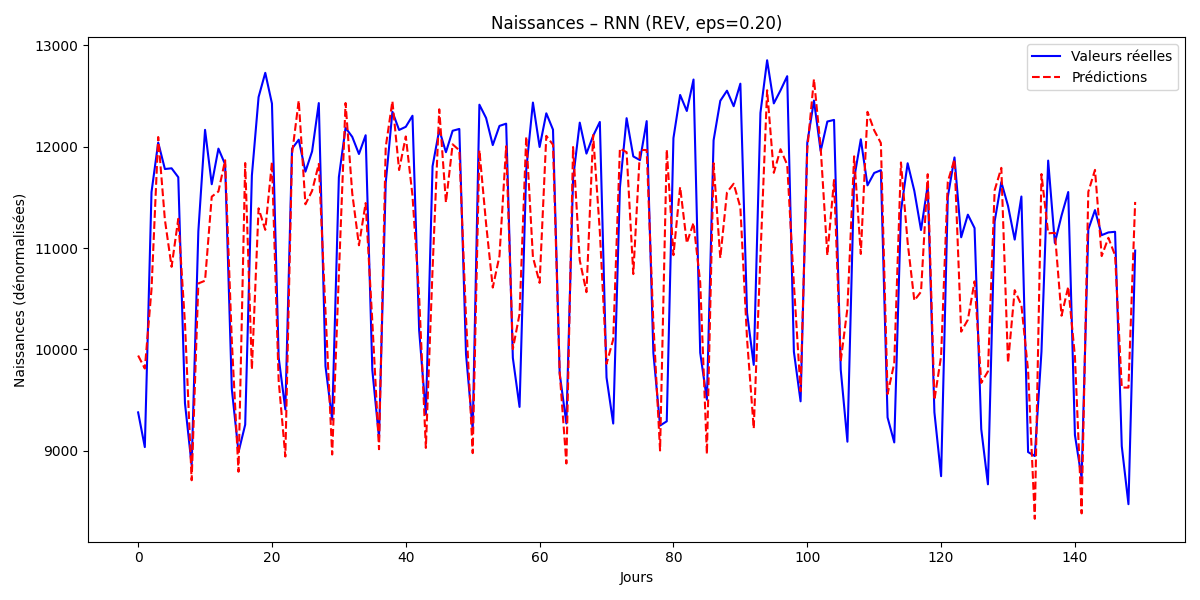 Naissances – RNN (REV, eps=0.20)
Valeurs réelles
Prédictions
Naissances (dénormalisées)
13000
12000
11000
10000
9000
0 20 40 60 80 100 120 140
Jours